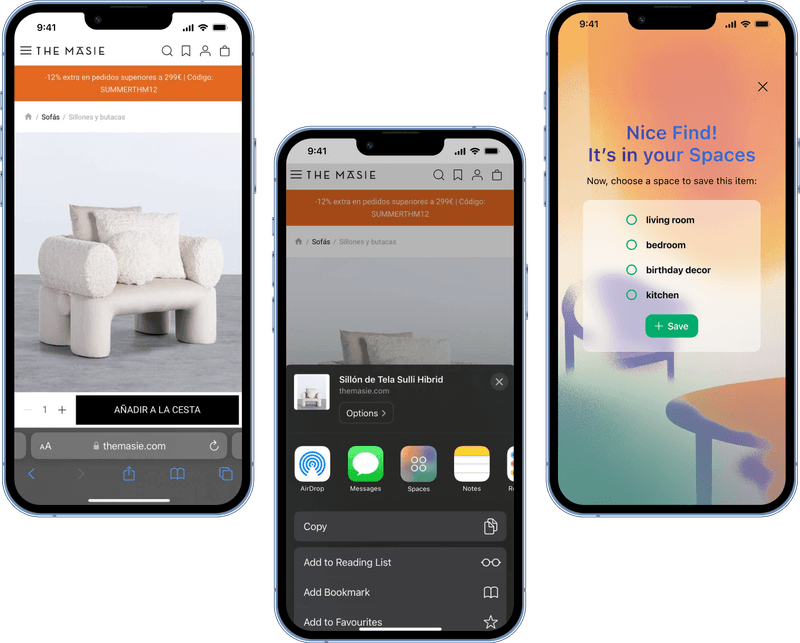 9:41
THE MASIE
-12% extra en pedidos superiores a 299€ | Código:
SUMMERTHM12
/ Sofás / Sillones y butacas
1 +
AÑADIR A LA CESTA
AA themasie.com
9:41
THE MASIE
-12% extra en pedidos superiores a 299€ | Código:
SUMMERTHM12
/ Sofás / Sillones y butacas
Sillón de Tela Sulli Hibrid
themasie.com
Options >
AirDrop Messages Spaces Notes
Copy
Add to Reading List
Add Bookmark
Add to Favourites
9:41
Nice Find!
It's in your Spaces
Now, choose a space to save this item:
living room
bedroom
birthday decor
kitchen
+ Save